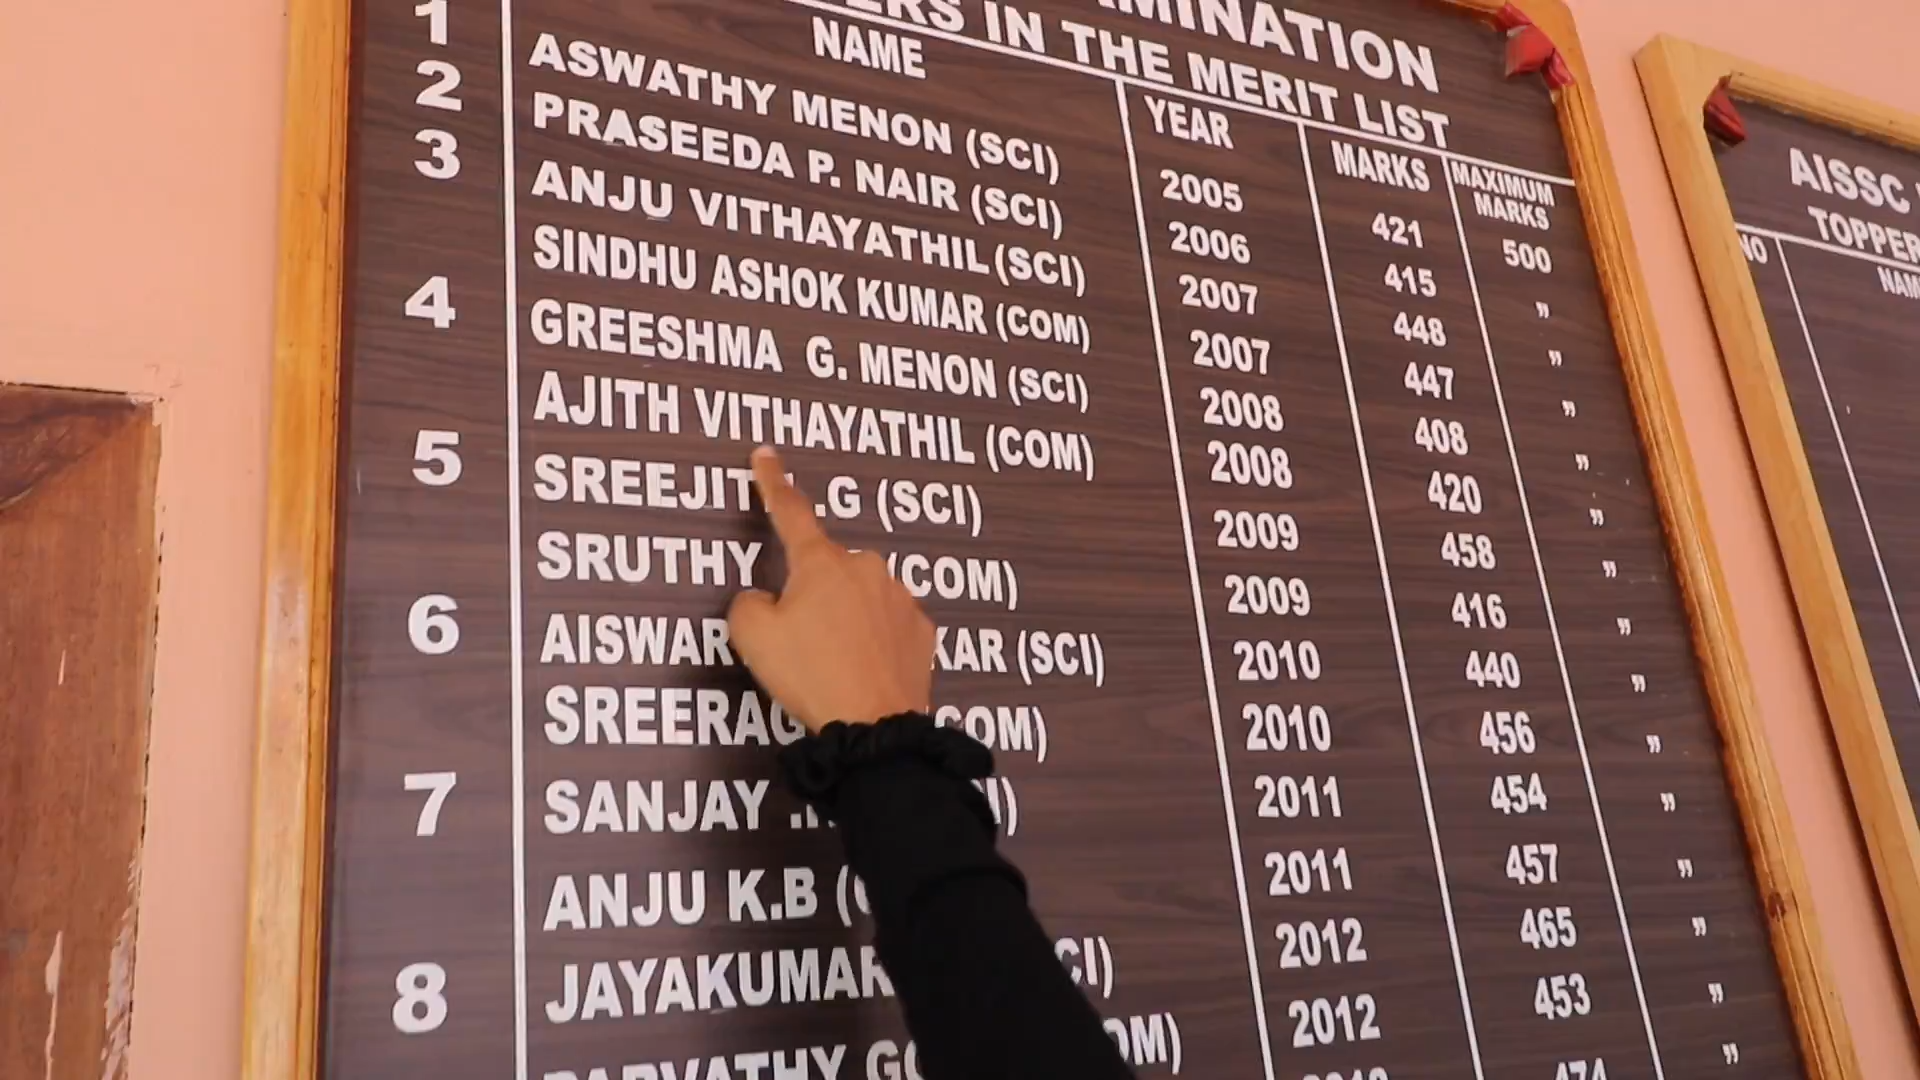 MINATION
ERS IN THE MERIT LIST
NAME YEAR MARKS MAXIMUM MARKS
1 ASWATHY MENON (SCI) 2005 421 500
2 PRASEEDA P. NAIR (SCI) 2006 415 "
3 ANJU VITHAYATHIL (SCI) 2007 448 "
SINDHU ASHOK KUMAR (COM) 2007 447 "
4 GREESHMA G. MENON (SCI) 2008 408 "
AJITH VITHAYATHIL (COM) 2008 420 "
5 SREEJIT .G (SCI) 2009 458 "
SRUTHY (COM) 2009 416 "
6 AISWAR KAR (SCI) 2010 440 "
SREERAG (COM) 2010 456 "
7 SANJAY 2011 454 "
ANJU K.B 2011 457 "
8 JAYAKUMAR 2012 465 "
PARVATHY 2012 453 "
474
AISSC
TOPPER
NO NAM